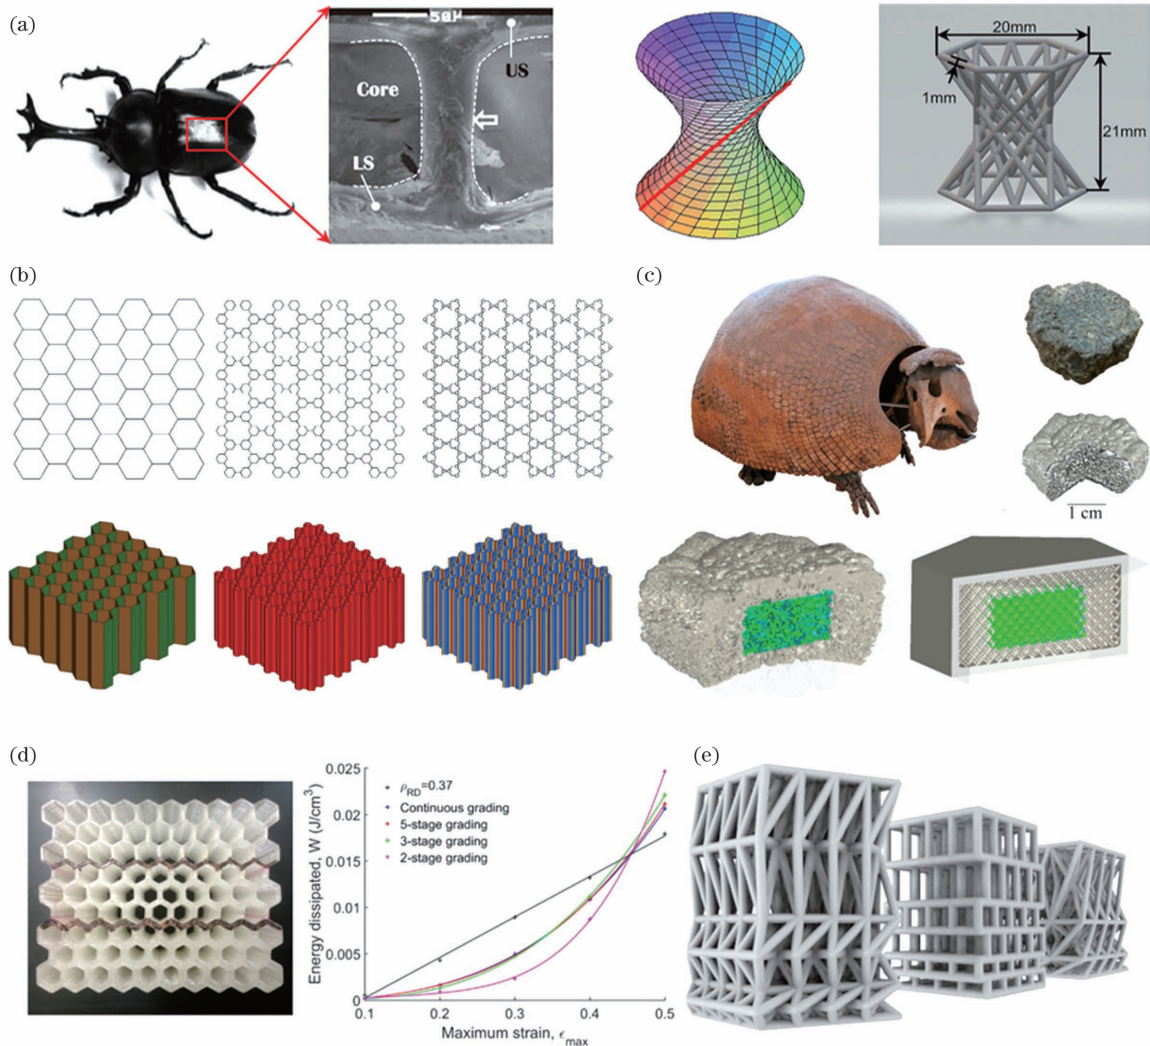 (a)
50μ
US
Core
LS
20mm
1mm
21mm
(b)
(c)
1 cm
(d)
Energy dissipated, W (J/cm³)
0.025
0.02
0.015
0.01
0.005
0
ρRD=0.37
Continuous grading
5-stage grading
3-stage grading
2-stage grading
0.1 0.2 0.3 0.4 0.5
Maximum strain, ϵmax
(e)